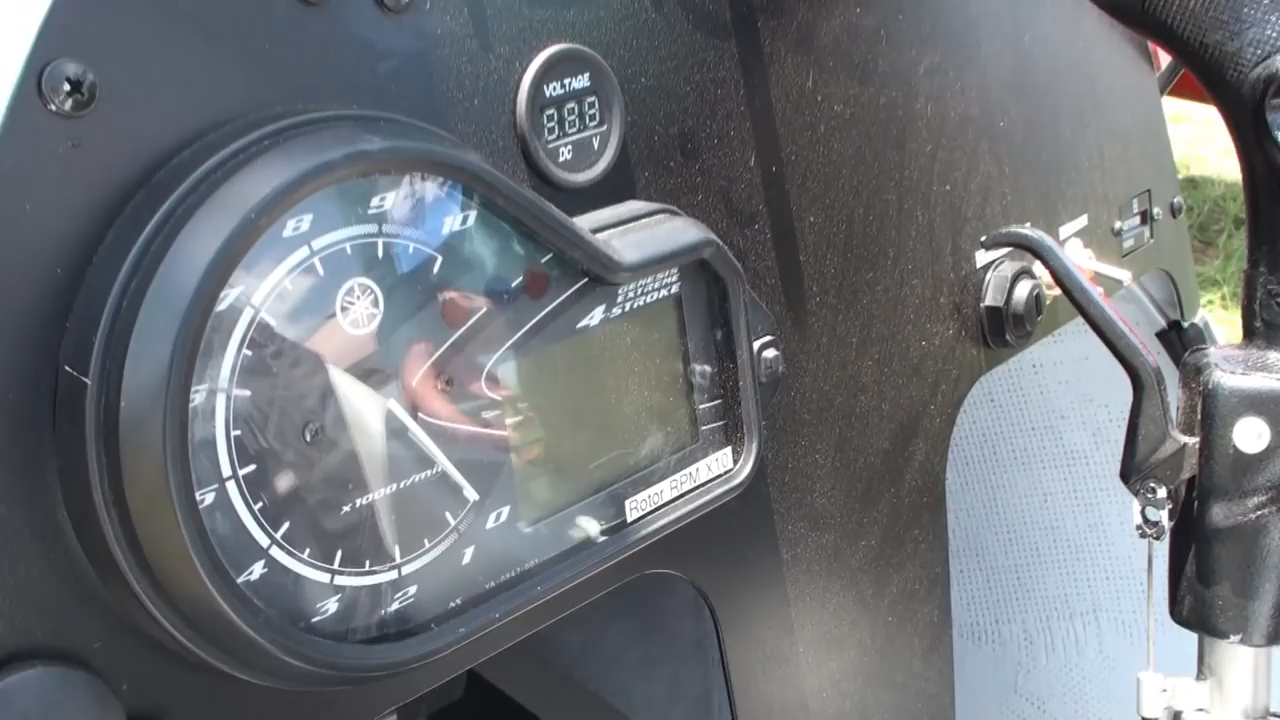 VOLTAGE
8.8.8
DC V
10
9
8
7
6
5
4
3
2
1
0
x1000 r/min
GENESIS
EXTREME
4-STROKE
Rotor RPM X10